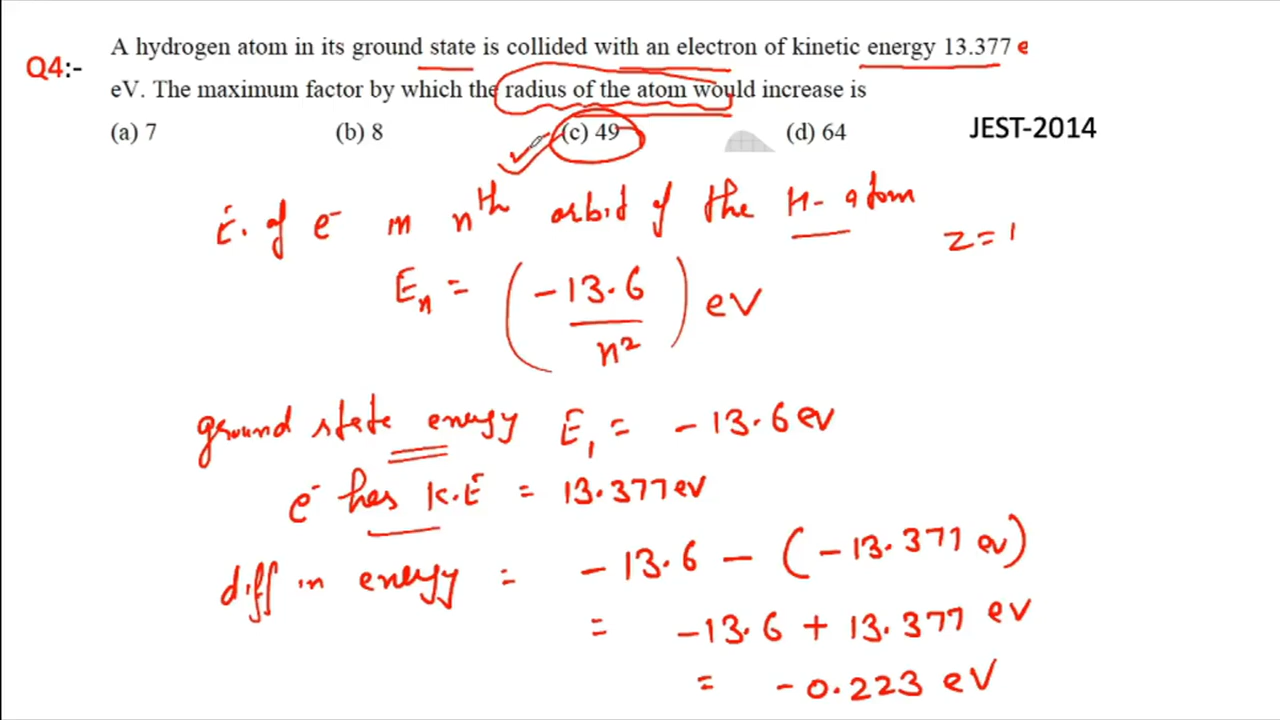 Q4:- A hydrogen atom in its ground state is collided with an electron of kinetic energy 13.377 e
eV. The maximum factor by which the radius of the atom would increase is
(a) 7 (b) 8 (c) 49 (d) 64 JEST-2014
E. of e⁻ in nth orbit of the H-atom
z=1
En = (-13.6/n²) eV
ground state energy E₁ = -13.6 ev
e⁻ has K.E = 13.377 ev
diff in energy = -13.6 - (-13.377 ev)
= -13.6 + 13.377 ev
= -0.223 eV